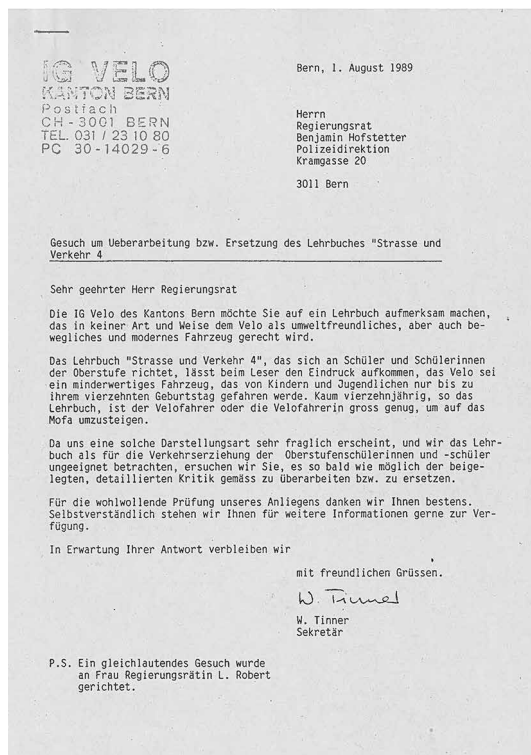 IG VELO
KANTON BERN
Postfach
CH - 3001 BERN
TEL. 031 / 23 10 80
PC 30 - 14029 - 6
Bern, 1. August 1989
Herrn
Regierungsrat
Benjamin Hofstetter
Polizeidirektion
Kramgasse 20
3011 Bern
Gesuch um Ueberarbeitung bzw. Ersetzung des Lehrbuches "Strasse und
Verkehr 4
Sehr geehrter Herr Regierungsrat
Die IG Velo des Kantons Bern möchte Sie auf ein Lehrbuch aufmerksam machen,
das in keiner Art und Weise dem Velo als umweltfreundliches, aber auch be-
wegliches und modernes Fahrzeug gerecht wird.
Das Lehrbuch "Strasse und Verkehr 4", das sich an Schüler und Schülerinnen
der Oberstufe richtet, lässt beim Leser den Eindruck aufkommen, das Velo sei
ein minderwertiges Fahrzeug, das von Kindern und Jugendlichen nur bis zu
ihrem vierzehnten Geburtstag gefahren werde. Kaum vierzehnjährig, so das
Lehrbuch, ist der Velofahrer oder die Velofahrerin gross genug, um auf das
Mofa umzusteigen.
Da uns eine solche Darstellungsart sehr fraglich erscheint, und wir das Lehr-
buch als für die Verkehrserziehung der Oberstufenschülerinnen und -schüler
ungeeignet betrachten, ersuchen wir Sie, es so bald wie möglich der beige-
legten, detaillierten Kritik gemäss zu überarbeiten bzw. zu ersetzen.
Für die wohlwollende Prüfung unseres Anliegens danken wir Ihnen bestens.
Selbstverständlich stehen wir Ihnen für weitere Informationen gerne zur Ver-
fügung.
In Erwartung Ihrer Antwort verbleiben wir
mit freundlichen Grüssen.
W. Tinner
W. Tinner
Sekretär
P.S. Ein gleichlautendes Gesuch wurde
an Frau Regierungsrätin L. Robert
gerichtet.